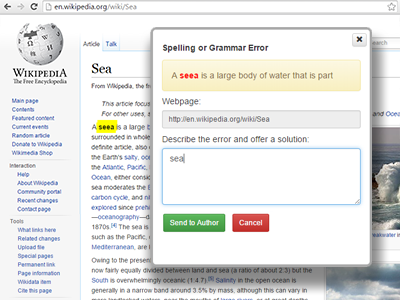 en.wikipedia.org/wiki/Sea
WIKIPEDIA
The Free Encyclopedia
Main page
Contents
Featured content
Current events
Random article
Donate to Wikipedia
Wikimedia Shop
Interaction
Help
About Wikipedia
Community portal
Recent changes
Contact page
Tools
What links here
Related changes
Upload file
Special pages
Permanent link
Page information
Wikidata item
Cite this page
Article Talk
Sea
From Wikipedia, the fre
This article focuse
For other uses, s
A seea is a large b
surrounded in whole
definite article, also
the Earth's salty, oc
the Atlantic, Pacific,
Ocean, either consi
sea moderates the E
carbon cycle, and ni
explored since prehi
—oceanography—d
1870s.[4] The sea is
such as the Pacific,
Mediterranean, are l
Owing to the presen
now fairly equally divided between land and sea (a ratio of about 2:3) but the
South is overwhelmingly oceanic (1:4.7).[5] Salinity in the open ocean is
generally in a narrow band around 3.5% by mass, although this can vary in
Spelling or Grammar Error
A seea is a large body of water that is part
Webpage:
http://en.wikipedia.org/wiki/Sea
Describe the error and offer a solution:
sea
Send to Author Cancel